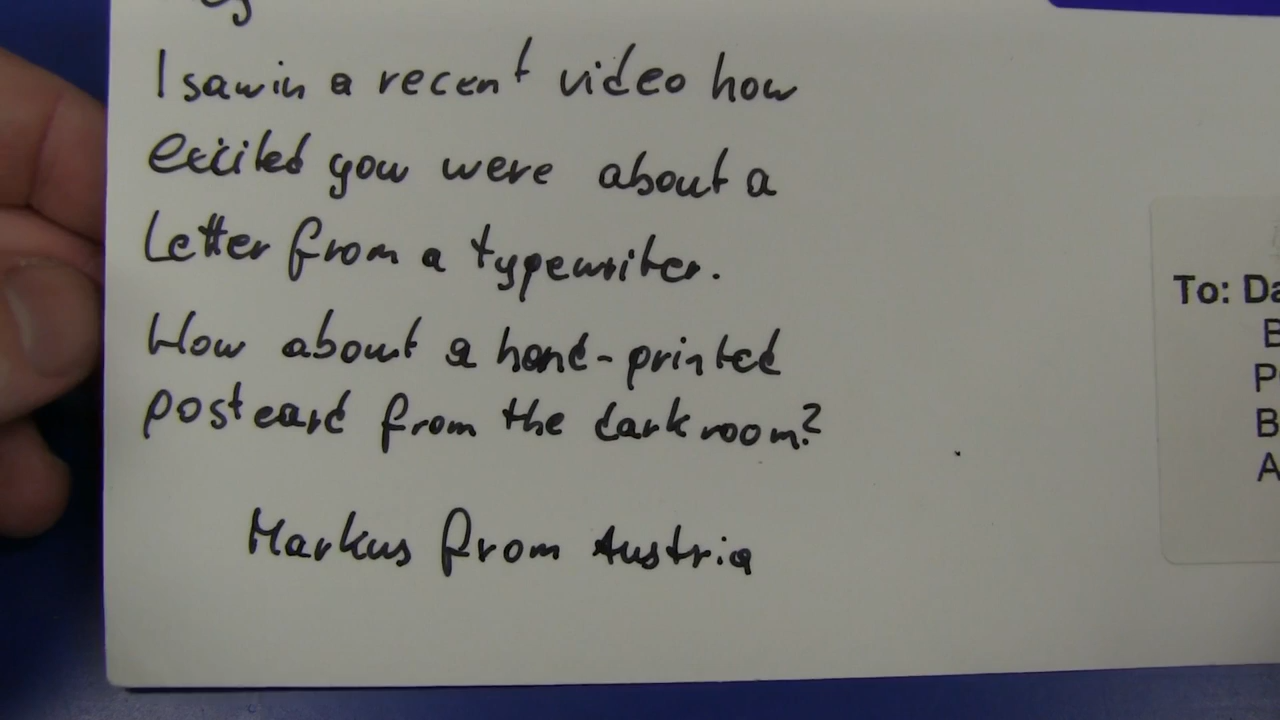 I saw in a recent video how
excited you were about a
Letter from a typewriter.
How about a hand-printed
postcard from the darkroom?
Markus from Austria
To: Da
E
P
B
A